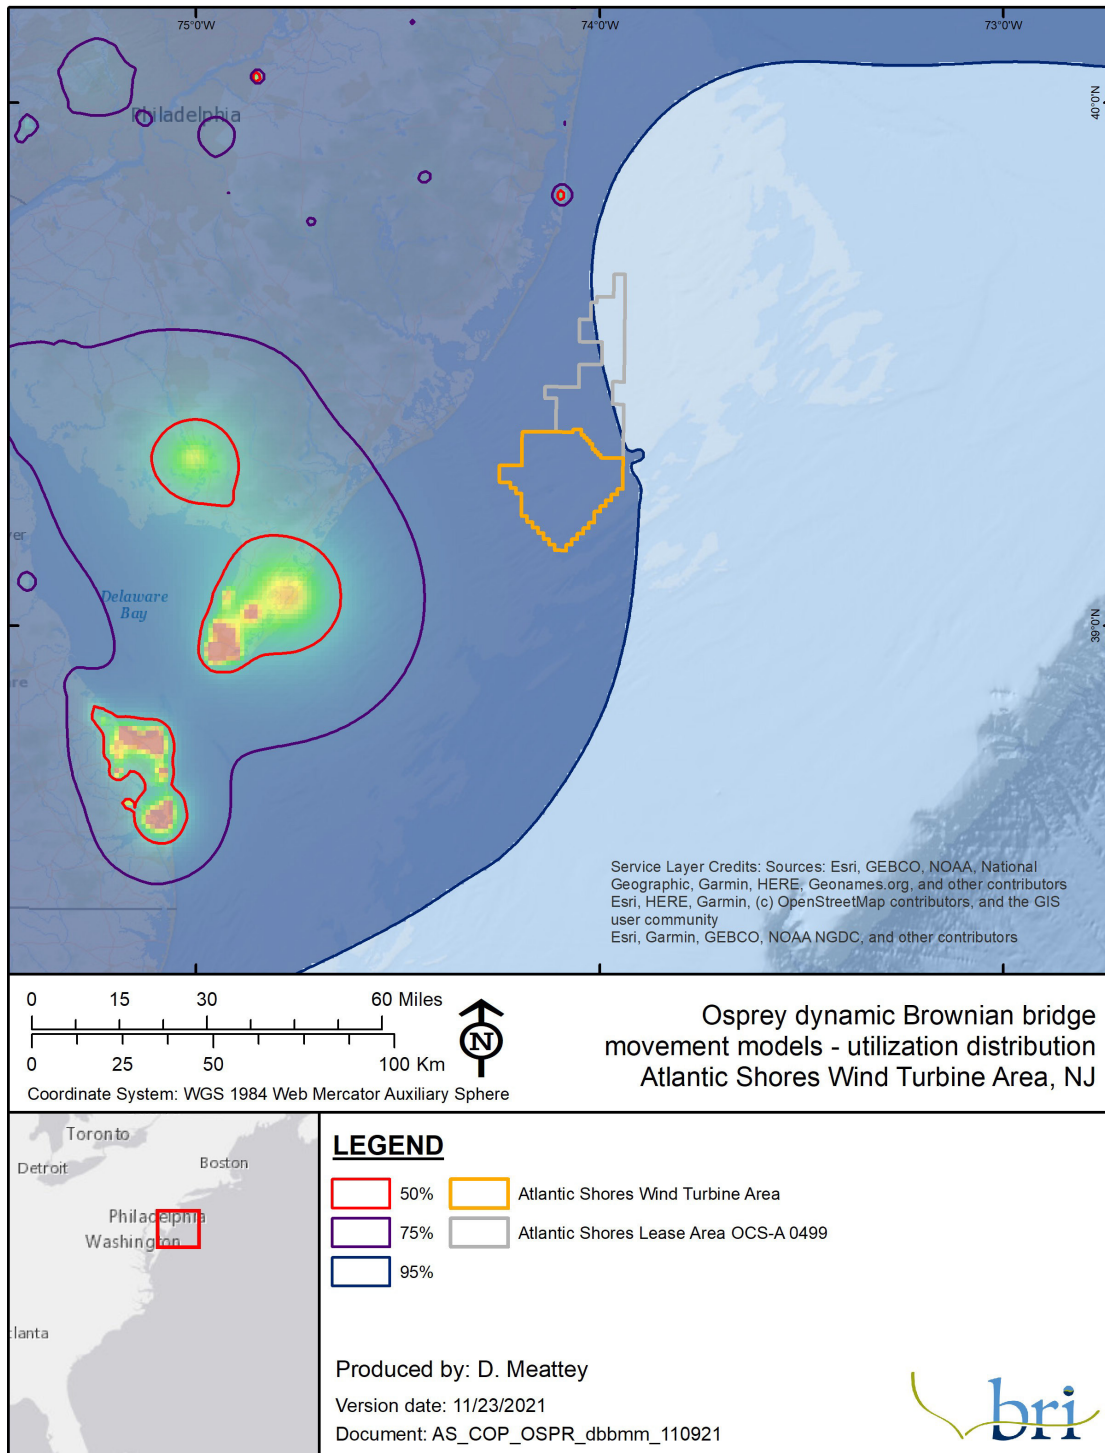 75°0'W
74°0'W
73°0'W
40°0'N
Philadelphia
Delaware
Bay
39°0'N
er
are
Service Layer Credits: Sources: Esri, GEBCO, NOAA, National
Geographic, Garmin, HERE, Geonames.org, and other contributors
Esri, HERE, Garmin, (c) OpenStreetMap contributors, and the GIS
user community
Esri, Garmin, GEBCO, NOAA NGDC, and other contributors
0 15 30 60 Miles
0 25 50 100 Km
N
Coordinate System: WGS 1984 Web Mercator Auxiliary Sphere
Osprey dynamic Brownian bridge
movement models - utilization distribution
Atlantic Shores Wind Turbine Area, NJ
Toronto
Detroit
Boston
Philadelphia
Washington
tlanta
LEGEND
50%
Atlantic Shores Wind Turbine Area
75%
Atlantic Shores Lease Area OCS-A 0499
95%
Produced by: D. Meattey
Version date: 11/23/2021
Document: AS_COP_OSPR_dbbmm_110921
bri